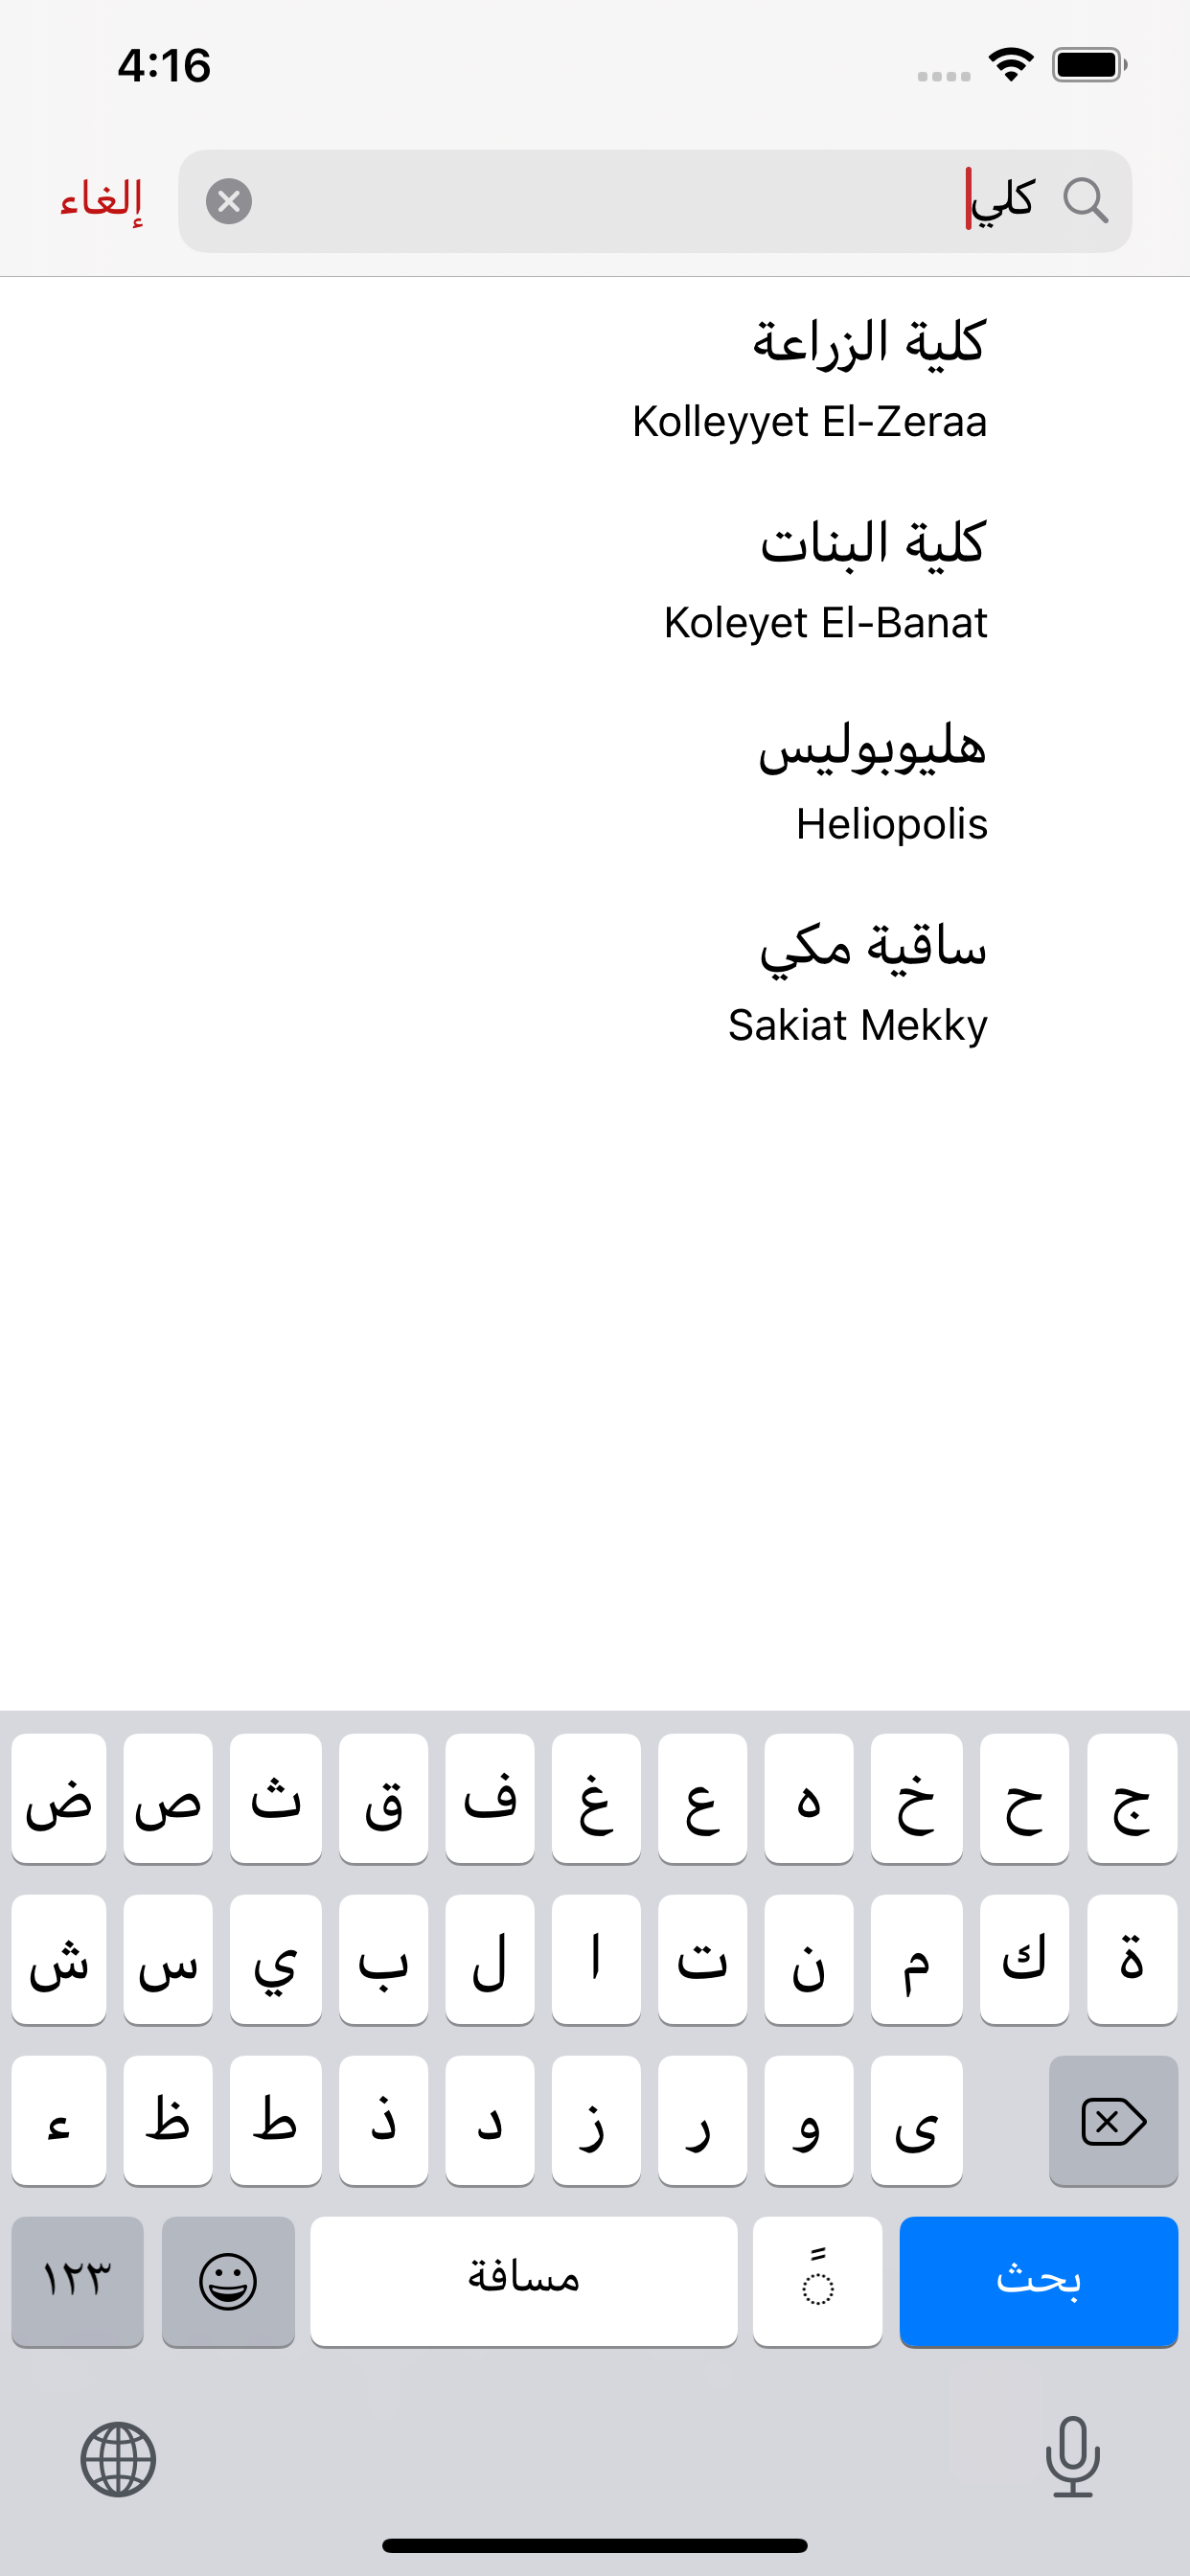 4:16
كلي
إلغاء
كلية الزراعة
Kolleyyet El-Zeraa
كلية البنات
Koleyet El-Banat
هليوبوليس
Heliopolis
ساقية مكي
Sakiat Mekky
ض ص ث ق ف غ ع ه خ ح ج
ش س ي ب ل ا ت ن م ك ة
ء ظ ط ذ د ز ر و ى
١٢٣ مسافة بحث